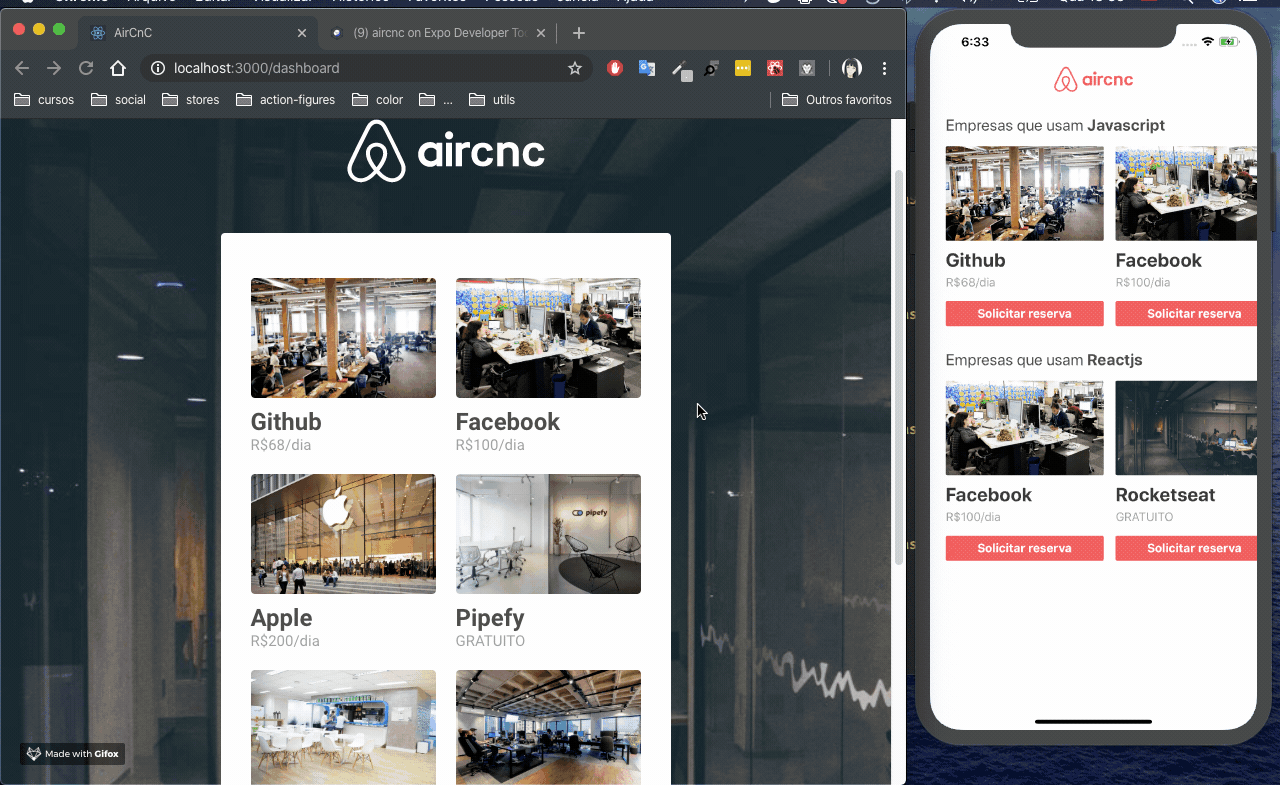 AirCnC
(9) aircnc on Expo Developer Too
localhost:3000/dashboard
cursos
social
stores
action-figures
color
...
utils
Outros favoritos
aircnc
Github
R$68/dia
Facebook
R$100/dia
Apple
R$200/dia
pipefy
Pipefy
GRATUITO
Made with Gifox
6:33
aircnc
Empresas que usam Javascript
Github
R$68/dia
Solicitar reserva
Facebook
R$100/dia
Solicitar reserva
Empresas que usam Reactjs
Facebook
R$100/dia
Solicitar reserva
Rocketseat
GRATUITO
Solicitar reserva